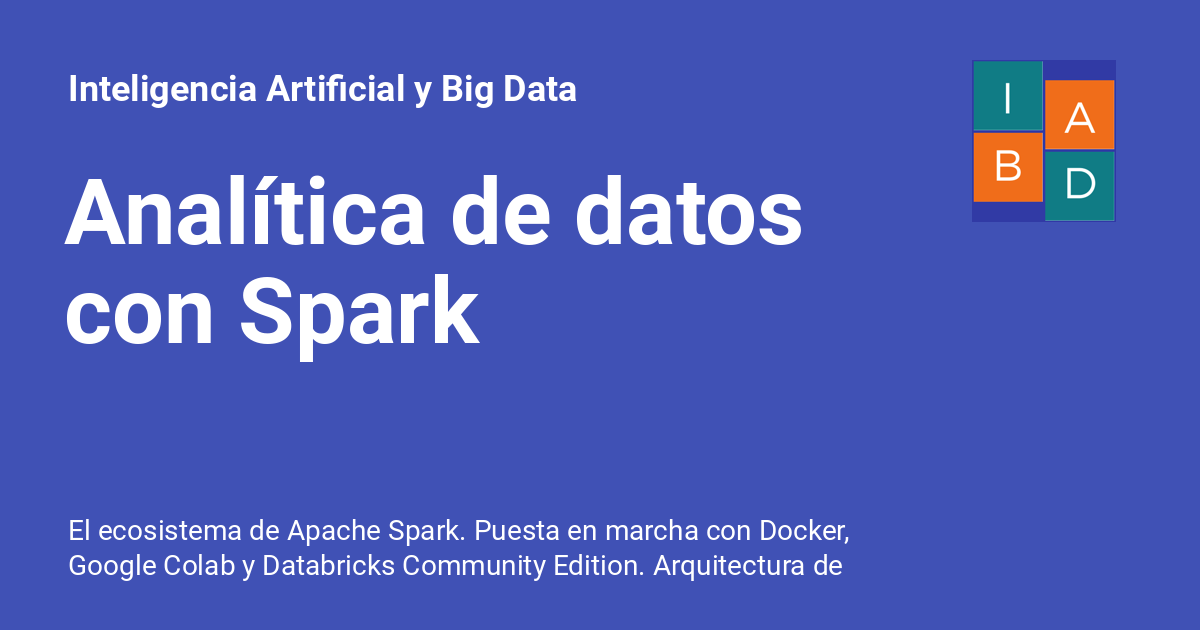 Inteligencia Artificial y Big Data
I
A
B
D
Analítica de datos
con Spark
El ecosistema de Apache Spark. Puesta en marcha con Docker,
Google Colab y Databricks Community Edition. Arquitectura de